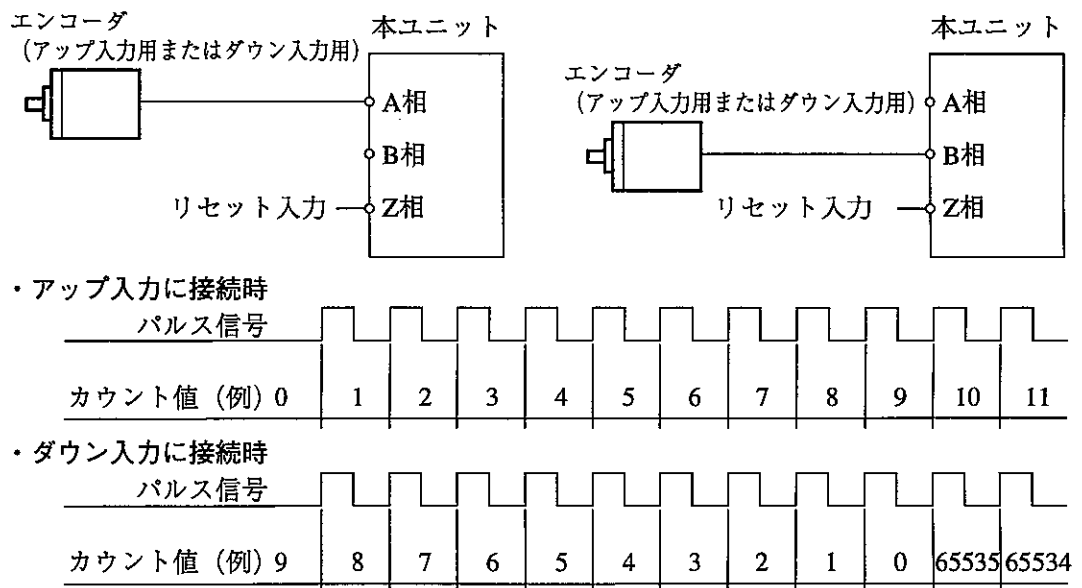 エンコーダ
(アップ入力用またはダウン入力用)
本ユニット
A相
B相
リセット入力 Z相
エンコーダ
(アップ入力用またはダウン入力用)
本ユニット
A相
B相
リセット入力 Z相
・アップ入力に接続時
パルス信号
カウント値 (例) 0 1 2 3 4 5 6 7 8 9 10 11
・ダウン入力に接続時
パルス信号
カウント値 (例) 9 8 7 6 5 4 3 2 1 0 65535 65534